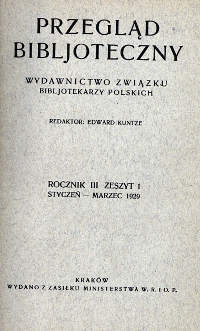 PRZEGLĄD
BIBLJOTECZNY
WYDAWNICTWO ZWIĄZKU
BIBLJOTEKARZY POLSKICH
REDAKTOR: EDWARD KUNTZE
ROCZNIK III ZESZYT 1
STYCZEŃ — MARZEC 1929
KRAKÓW
WYDANO Z ZASIŁKU MINISTERSTWA W. R. I O. P.